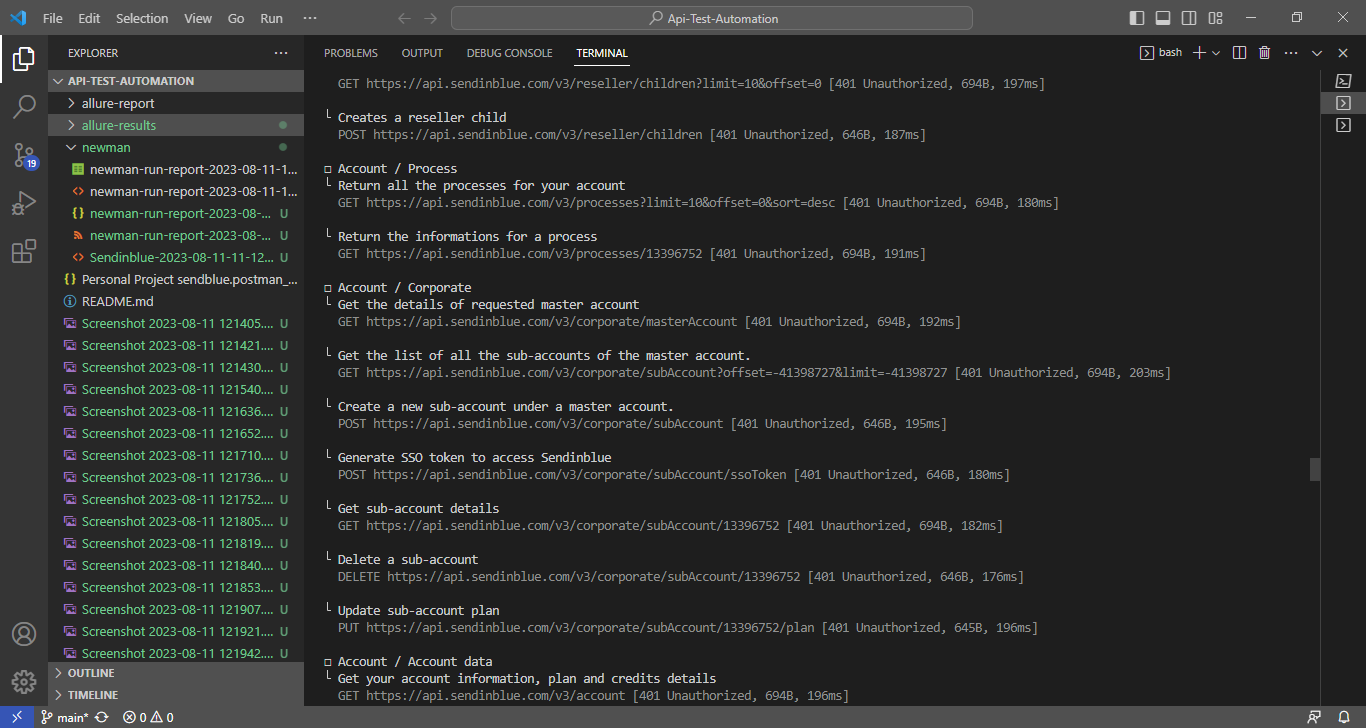 File Edit Selection View Go Run ···
Api-Test-Automation
EXPLORER ···
API-TEST-AUTOMATION
allure-report
allure-results
newman
newman-run-report-2023-08-11-1...
newman-run-report-2023-08-11-1...
newman-run-report-2023-08-... U
newman-run-report-2023-08-... U
Sendinblue-2023-08-11-11-12... U
Personal Project sendblue.postman_...
README.md
Screenshot 2023-08-11 121405.... U
Screenshot 2023-08-11 121421.... U
Screenshot 2023-08-11 121430.... U
Screenshot 2023-08-11 121540.... U
Screenshot 2023-08-11 121636.... U
Screenshot 2023-08-11 121652.... U
Screenshot 2023-08-11 121710.... U
Screenshot 2023-08-11 121736.... U
Screenshot 2023-08-11 121752.... U
Screenshot 2023-08-11 121805.... U
Screenshot 2023-08-11 121819.... U
Screenshot 2023-08-11 121840.... U
Screenshot 2023-08-11 121853.... U
Screenshot 2023-08-11 121907.... U
Screenshot 2023-08-11 121921.... U
Screenshot 2023-08-11 121942.... U
OUTLINE
TIMELINE
19
PROBLEMS OUTPUT DEBUG CONSOLE TERMINAL
bash
GET https://api.sendinblue.com/v3/reseller/children?limit=10&offset=0 [401 Unauthorized, 694B, 197ms]
└ Creates a reseller child
POST https://api.sendinblue.com/v3/reseller/children [401 Unauthorized, 646B, 187ms]
□ Account / Process
└ Return all the processes for your account
GET https://api.sendinblue.com/v3/processes?limit=10&offset=0&sort=desc [401 Unauthorized, 694B, 180ms]
└ Return the informations for a process
GET https://api.sendinblue.com/v3/processes/13396752 [401 Unauthorized, 694B, 191ms]
□ Account / Corporate
└ Get the details of requested master account
GET https://api.sendinblue.com/v3/corporate/masterAccount [401 Unauthorized, 694B, 192ms]
└ Get the list of all the sub-accounts of the master account.
GET https://api.sendinblue.com/v3/corporate/subAccount?offset=-41398727&limit=-41398727 [401 Unauthorized, 694B, 203ms]
└ Create a new sub-account under a master account.
POST https://api.sendinblue.com/v3/corporate/subAccount [401 Unauthorized, 646B, 195ms]
└ Generate SSO token to access Sendinblue
POST https://api.sendinblue.com/v3/corporate/subAccount/ssoToken [401 Unauthorized, 646B, 180ms]
└ Get sub-account details
GET https://api.sendinblue.com/v3/corporate/subAccount/13396752 [401 Unauthorized, 694B, 182ms]
└ Delete a sub-account
DELETE https://api.sendinblue.com/v3/corporate/subAccount/13396752 [401 Unauthorized, 646B, 176ms]
└ Update sub-account plan
PUT https://api.sendinblue.com/v3/corporate/subAccount/13396752/plan [401 Unauthorized, 645B, 196ms]
□ Account / Account data
└ Get your account information, plan and credits details
GET https://api.sendinblue.com/v3/account [401 Unauthorized, 694B, 196ms]
main* 0 0